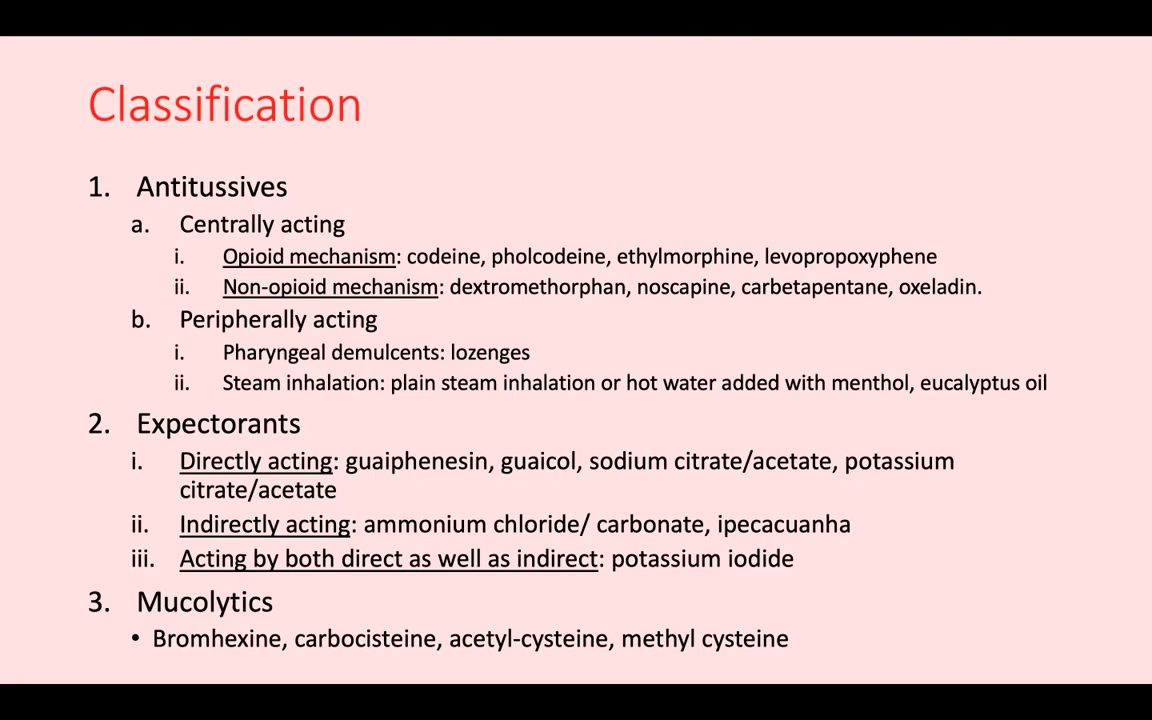 Classification
1. Antitussives
a. Centrally acting
i. Opioid mechanism: codeine, pholcodeine, ethylmorphine, levopropoxyphene
ii. Non-opioid mechanism: dextromethorphan, noscapine, carbetapentane, oxeladin.
b. Peripherally acting
i. Pharyngeal demulcents: lozenges
ii. Steam inhalation: plain steam inhalation or hot water added with menthol, eucalyptus oil
2. Expectorants
i. Directly acting: guaiphenesin, guaicol, sodium citrate/acetate, potassium
citrate/acetate
ii. Indirectly acting: ammonium chloride/ carbonate, ipecacuanha
iii. Acting by both direct as well as indirect: potassium iodide
3. Mucolytics
• Bromhexine, carbocisteine, acetyl-cysteine, methyl cysteine